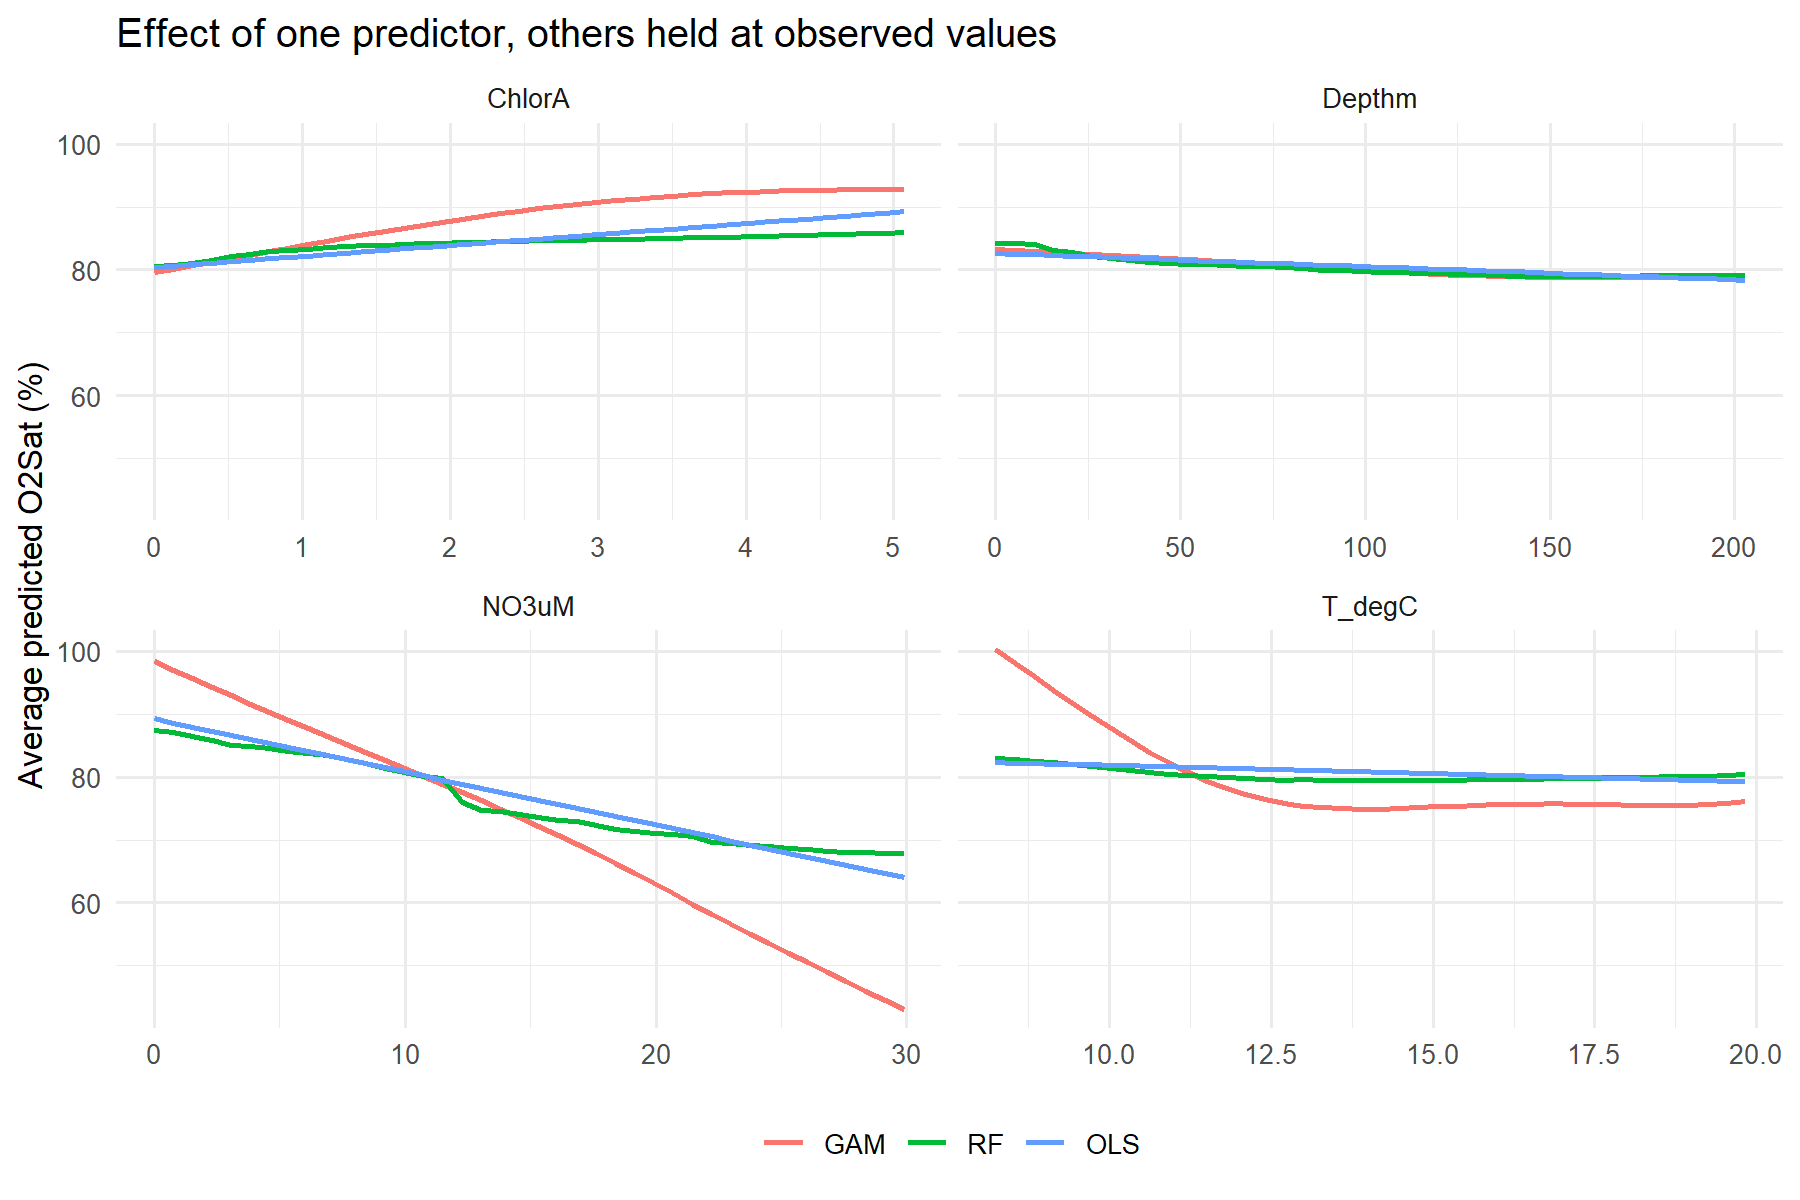 Effect of one predictor, others held at observed values
ChlorA
Depthm
100
80
60
0 1 2 3 4 5
0 50 100 150 200
Average predicted O2Sat (%)
NO3uM
T_degC
100
80
60
0 10 20 30
10.0 12.5 15.0 17.5 20.0
GAM RF OLS